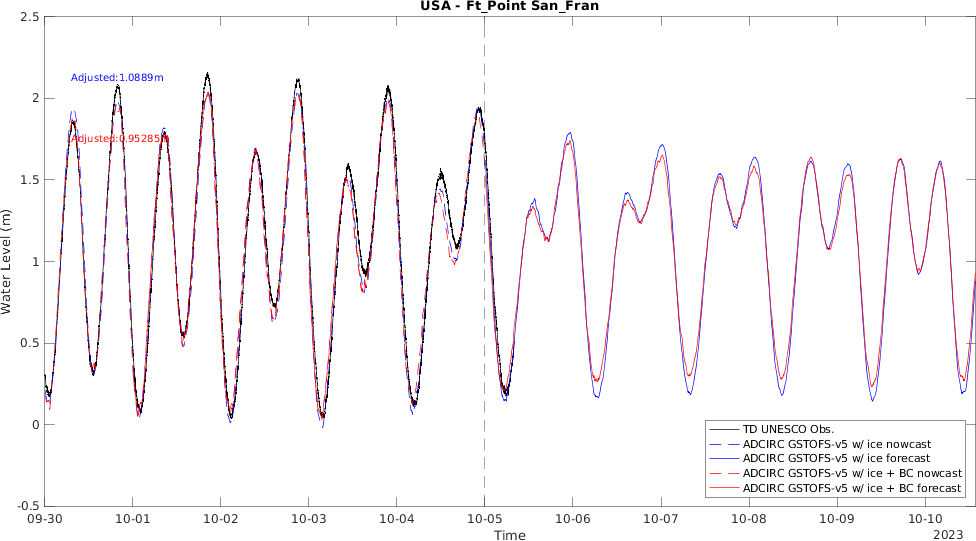 USA - Ft_Point San_Fran
2.5
2
1.5
1
0.5
0
-0.5
Water Level (m)
Adjusted:1.0889m
Adjusted:0.95285m
TD UNESCO Obs.
ADCIRC GSTOFS-v5 w/ ice nowcast
ADCIRC GSTOFS-v5 w/ ice forecast
ADCIRC GSTOFS-v5 w/ ice + BC nowcast
ADCIRC GSTOFS-v5 w/ ice + BC forecast
09-30 10-01 10-02 10-03 10-04 10-05 10-06 10-07 10-08 10-09 10-10
Time
2023